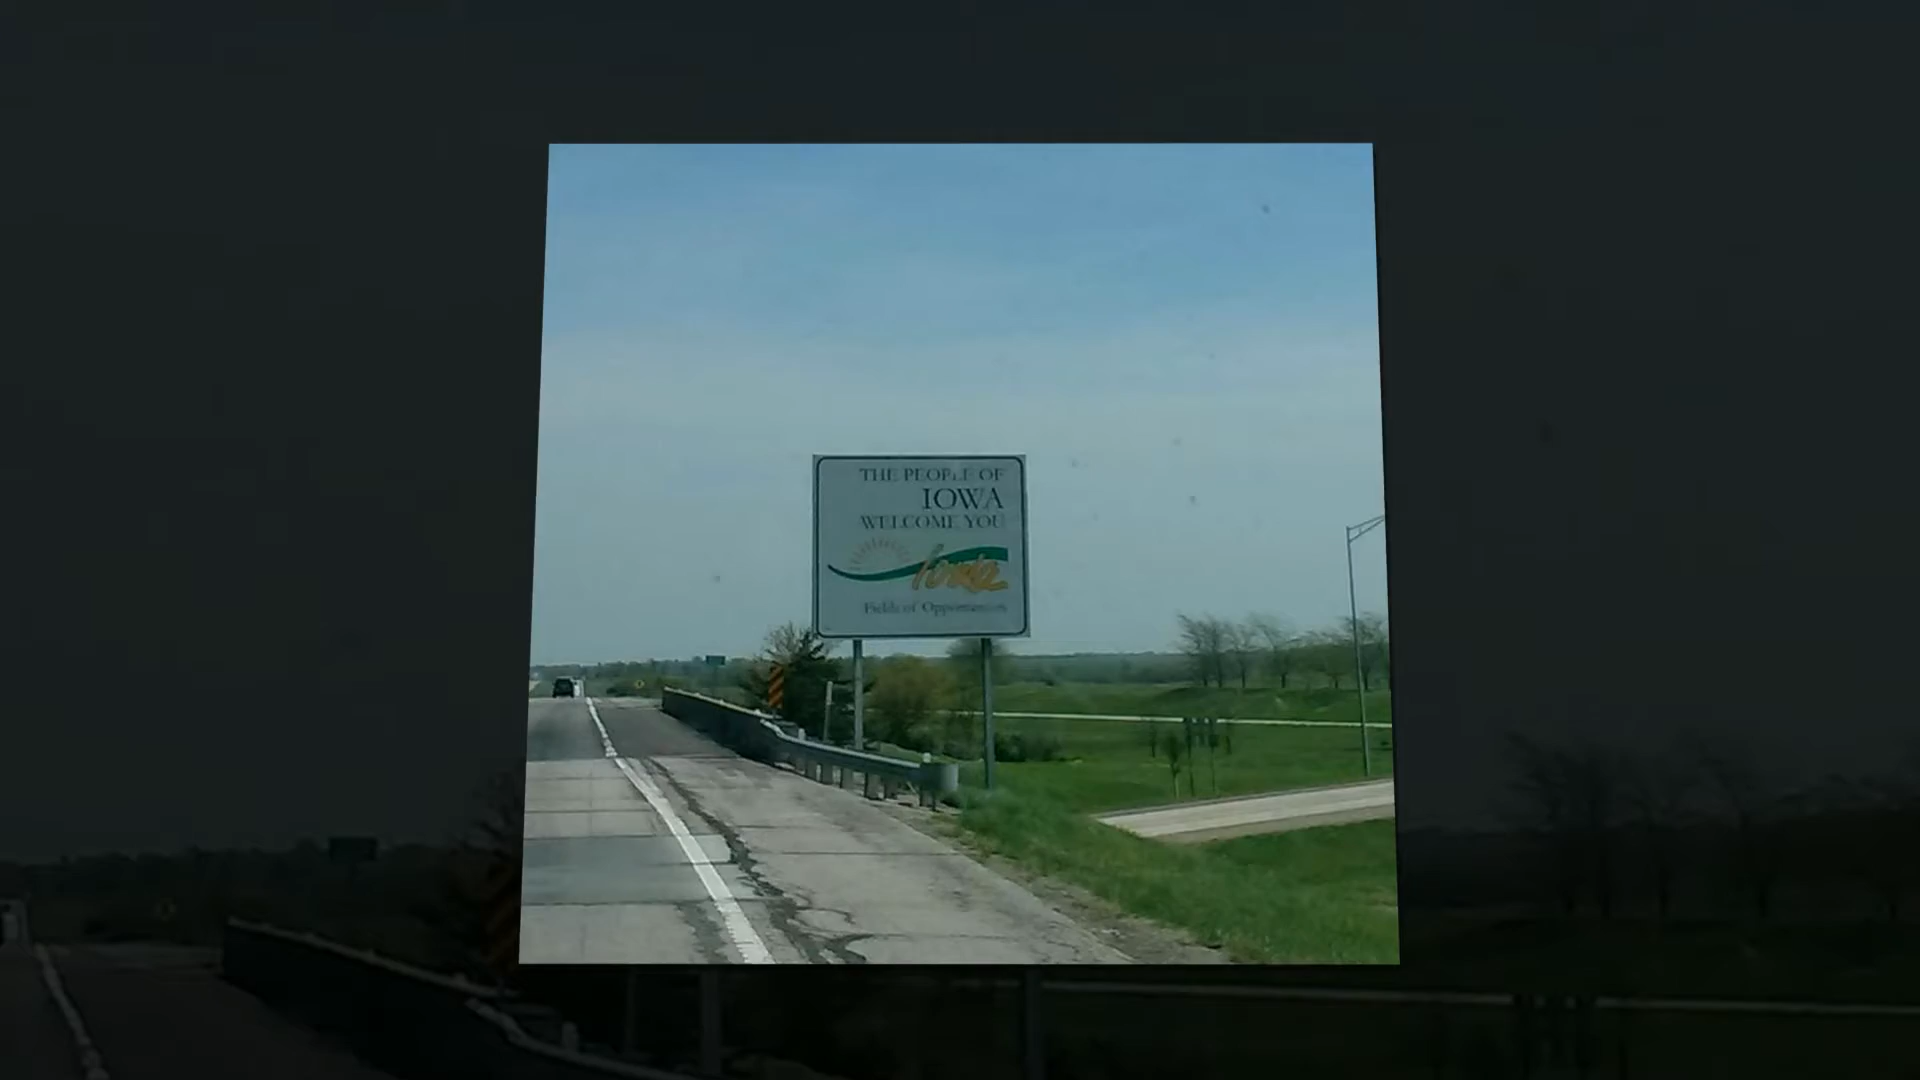 THE PEOPLE OF
IOWA
WELCOME YOU
Iowa
Fields of Opportunities